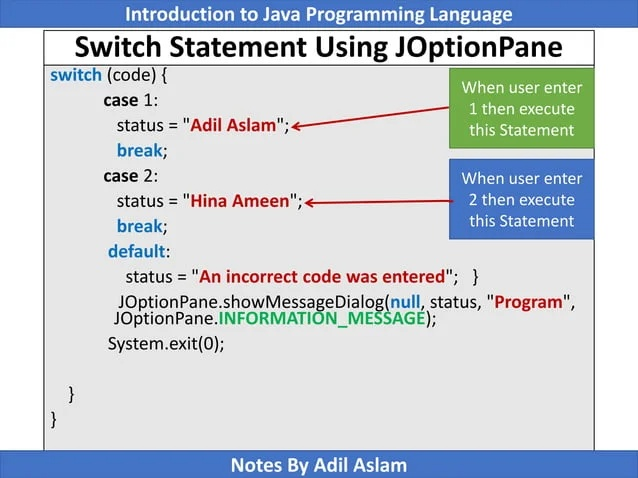 Introduction to Java Programming Language
Switch Statement Using JOptionPane
switch (code) {
case 1:
status = "Adil Aslam";
break;
case 2:
status = "Hina Ameen";
break;
default:
status = "An incorrect code was entered"; }
JOptionPane.showMessageDialog(null, status, "Program",
JOptionPane.INFORMATION_MESSAGE);
System.exit(0);
}
}
When user enter
1 then execute
this Statement
When user enter
2 then execute
this Statement
Notes By Adil Aslam